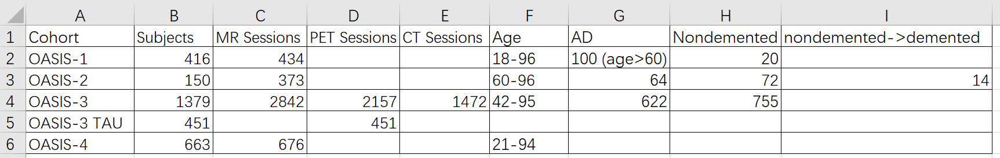 A B C D E F G H I
1 Cohort Subjects MR Sessions PET Sessions CT Sessions Age AD Nondemented nondemented->demented
2 OASIS-1 416 434 18-96 100 (age>60) 20
3 OASIS-2 150 373 60-96 64 72 14
4 OASIS-3 1379 2842 2157 1472 42-95 622 755
5 OASIS-3 TAU 451 451
6 OASIS-4 663 676 21-94